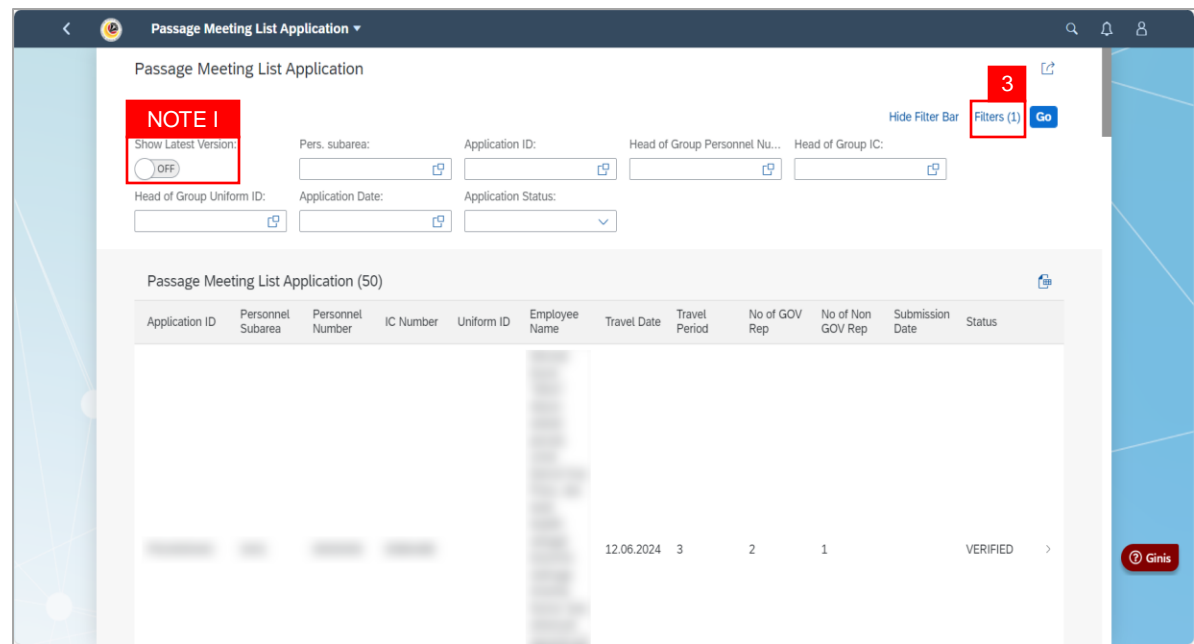 Passage Meeting List Application
Passage Meeting List Application
3
NOTE I
Hide Filter Bar Filters (1) Go
Show Latest Version: Pers. subarea: Application ID: Head of Group Personnel Nu... Head of Group IC:
OFF
Head of Group Uniform ID: Application Date: Application Status:
Passage Meeting List Application (50)
Application ID Personnel Subarea Personnel Number IC Number Uniform ID Employee Name Travel Date Travel Period No of GOV Rep No of Non GOV Rep Submission Date Status
12.06.2024 3 2 1 VERIFIED
Ginis